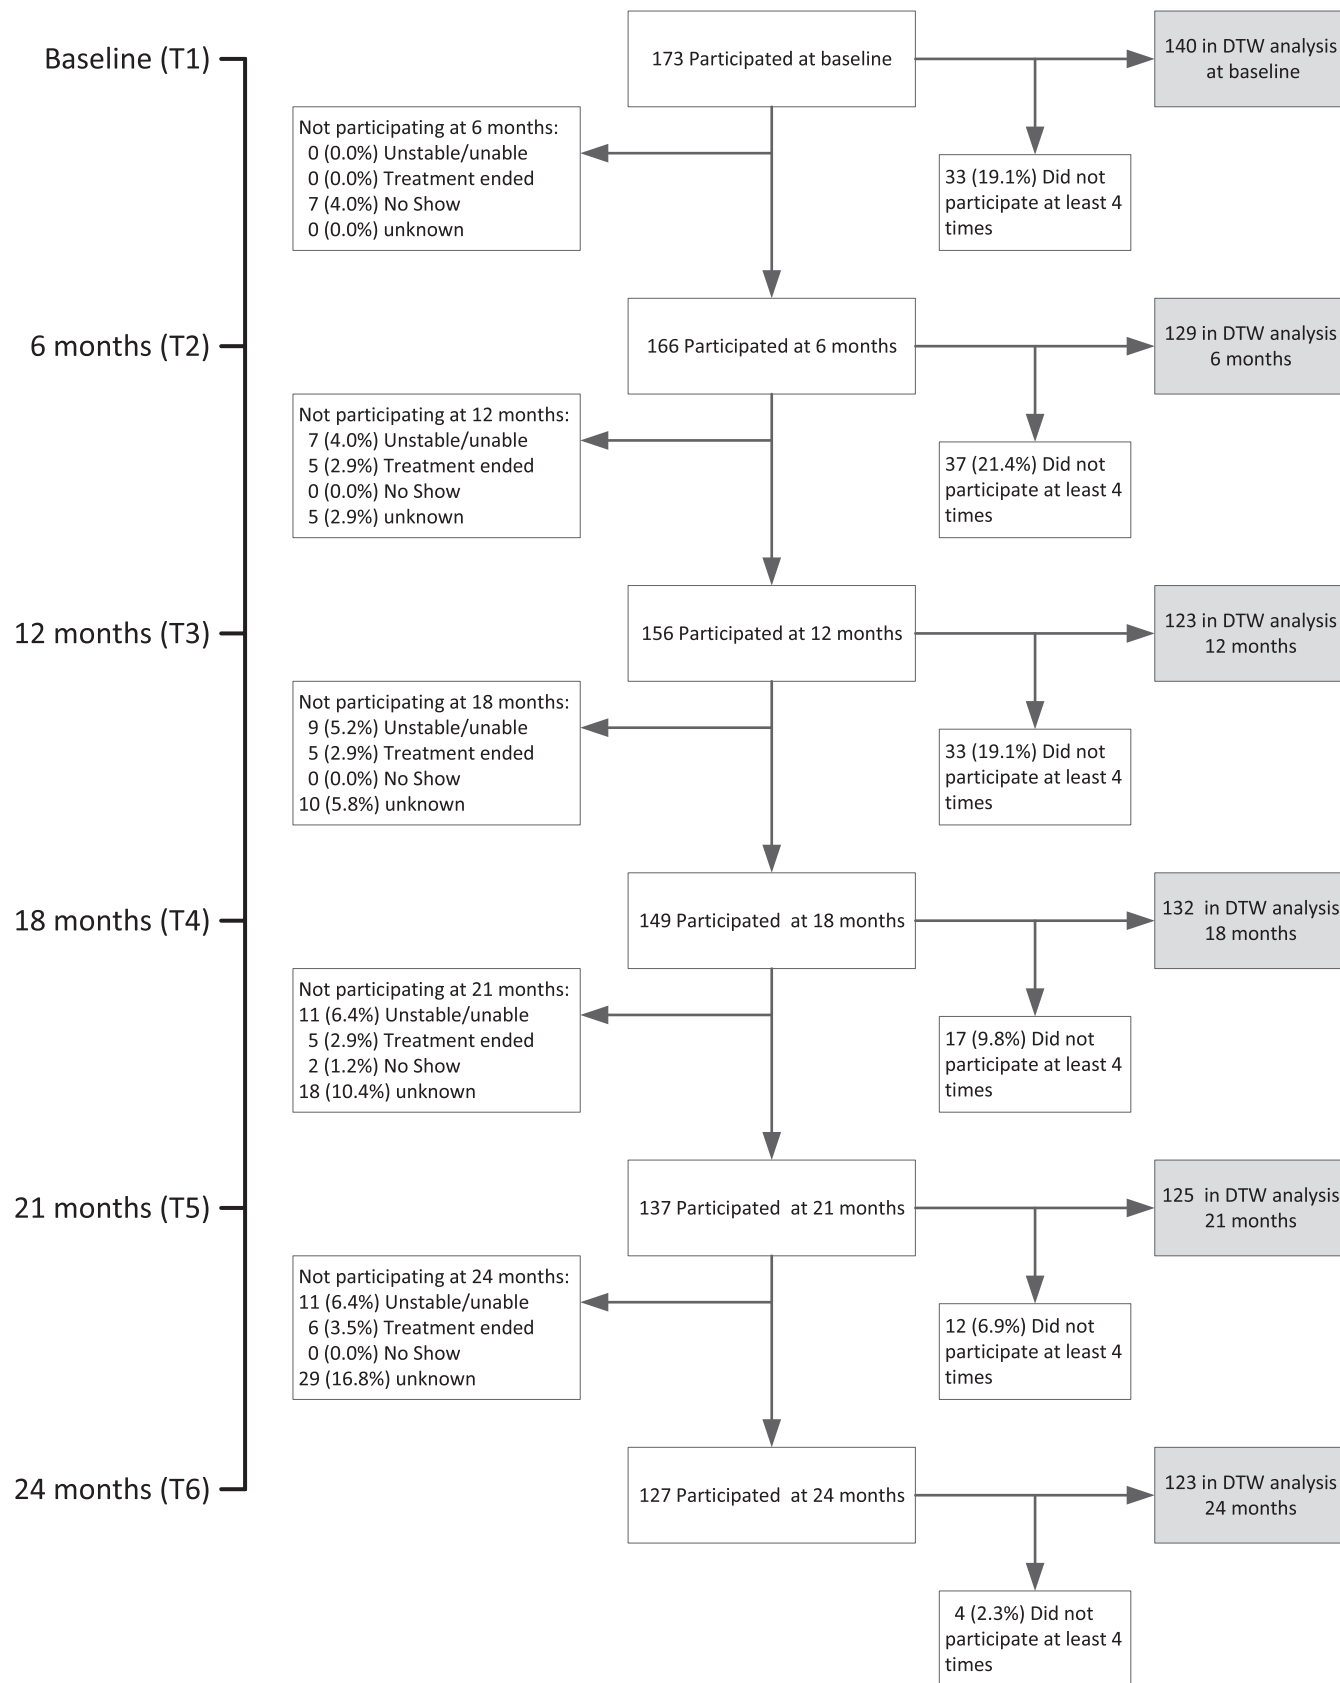 Baseline (T1)
173 Participated at baseline
140 in DTW analysis
at baseline
Not participating at 6 months:
0 (0.0%) Unstable/unable
0 (0.0%) Treatment ended
7 (4.0%) No Show
0 (0.0%) unknown
33 (19.1%) Did not
participate at least 4
times
6 months (T2)
166 Participated at 6 months
129 in DTW analysis
6 months
Not participating at 12 months:
7 (4.0%) Unstable/unable
5 (2.9%) Treatment ended
0 (0.0%) No Show
5 (2.9%) unknown
37 (21.4%) Did not
participate at least 4
times
12 months (T3)
156 Participated at 12 months
123 in DTW analysis
12 months
Not participating at 18 months:
9 (5.2%) Unstable/unable
5 (2.9%) Treatment ended
0 (0.0%) No Show
10 (5.8%) unknown
33 (19.1%) Did not
participate at least 4
times
18 months (T4)
149 Participated at 18 months
132 in DTW analysis
18 months
Not participating at 21 months:
11 (6.4%) Unstable/unable
5 (2.9%) Treatment ended
2 (1.2%) No Show
18 (10.4%) unknown
17 (9.8%) Did not
participate at least 4
times
21 months (T5)
137 Participated at 21 months
125 in DTW analysis
21 months
Not participating at 24 months:
11 (6.4%) Unstable/unable
6 (3.5%) Treatment ended
0 (0.0%) No Show
29 (16.8%) unknown
12 (6.9%) Did not
participate at least 4
times
24 months (T6)
127 Participated at 24 months
123 in DTW analysis
24 months
4 (2.3%) Did not
participate at least 4
times